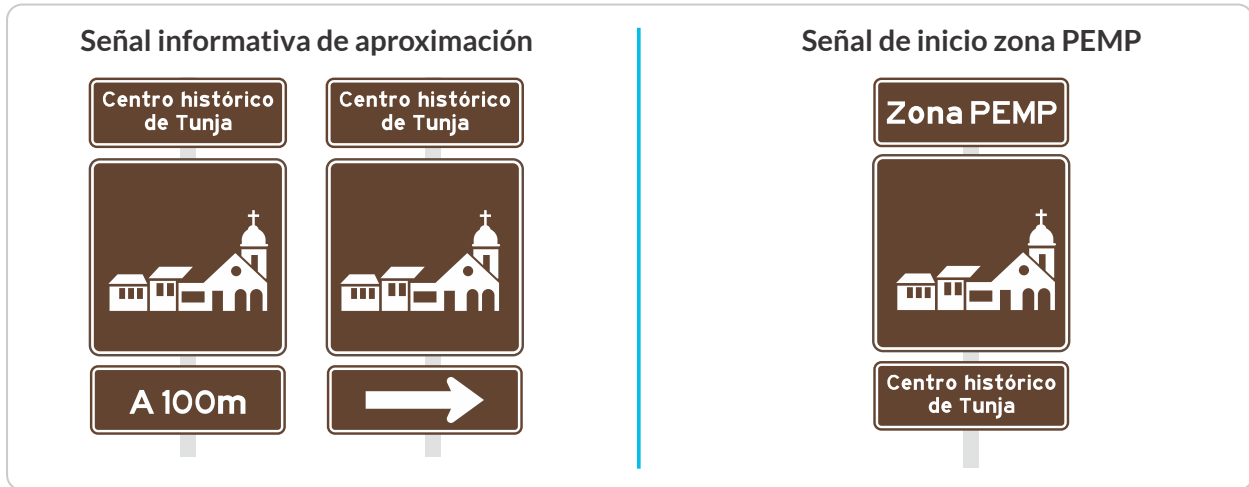 Señal informativa de aproximación
Centro histórico
de Tunja
A 100m
Centro histórico
de Tunja
Señal de inicio zona PEMP
Zona PEMP
Centro histórico
de Tunja